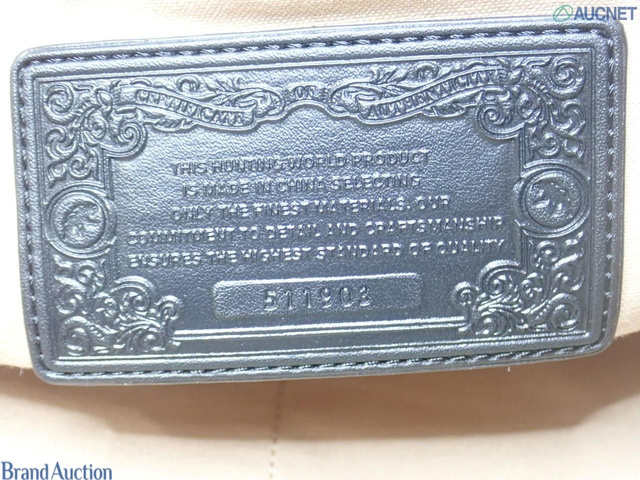 AUCNET
CERTIFICATE OF AUTHENTICITY
THIS HUNTING WORLD PRODUCT
IS MADE IN CHINA SELECTING
ONLY THE FINEST MATERIALS. OUR
COMMITMENT TO DETAIL AND CRAFTSMANSHIP
ENSURES THE HIGHEST STANDARD OF QUALITY
511903
Brand Auction